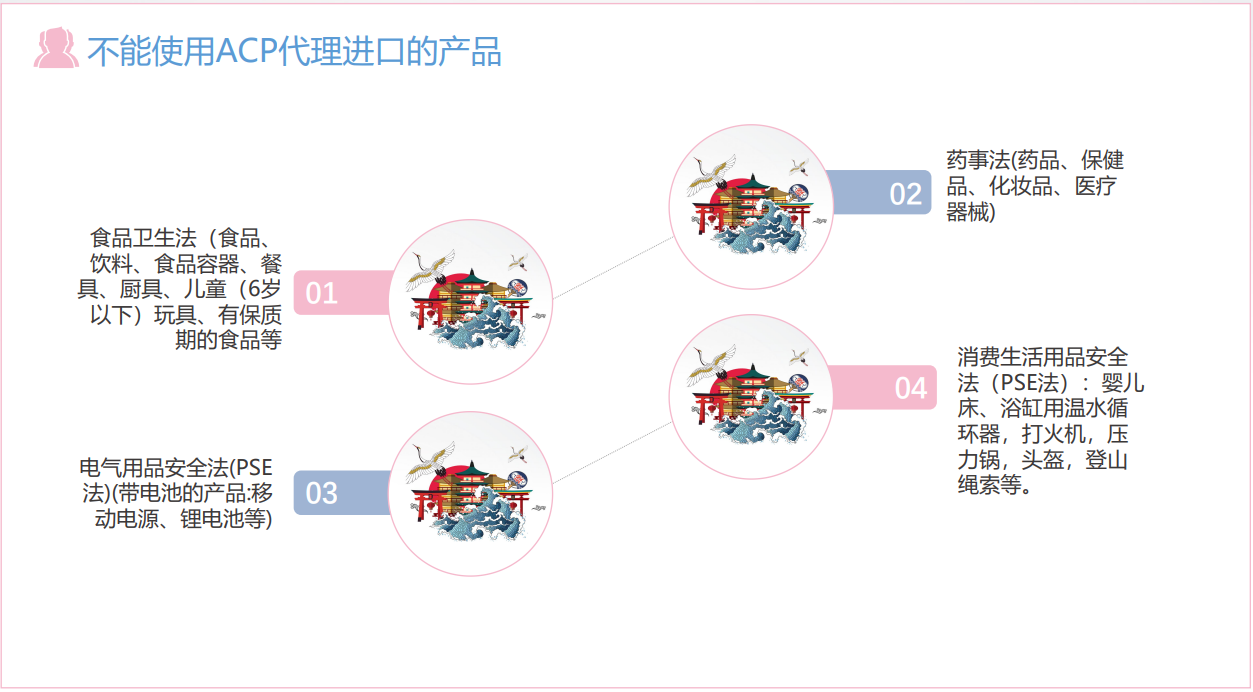 不能使用ACP代理进口的产品
食品卫生法（食品、
饮料、食品容器、餐
具、厨具、儿童（6岁
以下）玩具、有保质
期的食品等
01
02
药事法(药品、保健
品、化妆品、医疗
器械)
电气用品安全法(PSE
法)(带电池的产品:移
动电源、锂电池等)
03
04
消费生活用品安全
法（PSE法）：婴儿
床、浴缸用温水循
环器，打火机，压
力锅，头盔，登山
绳索等。